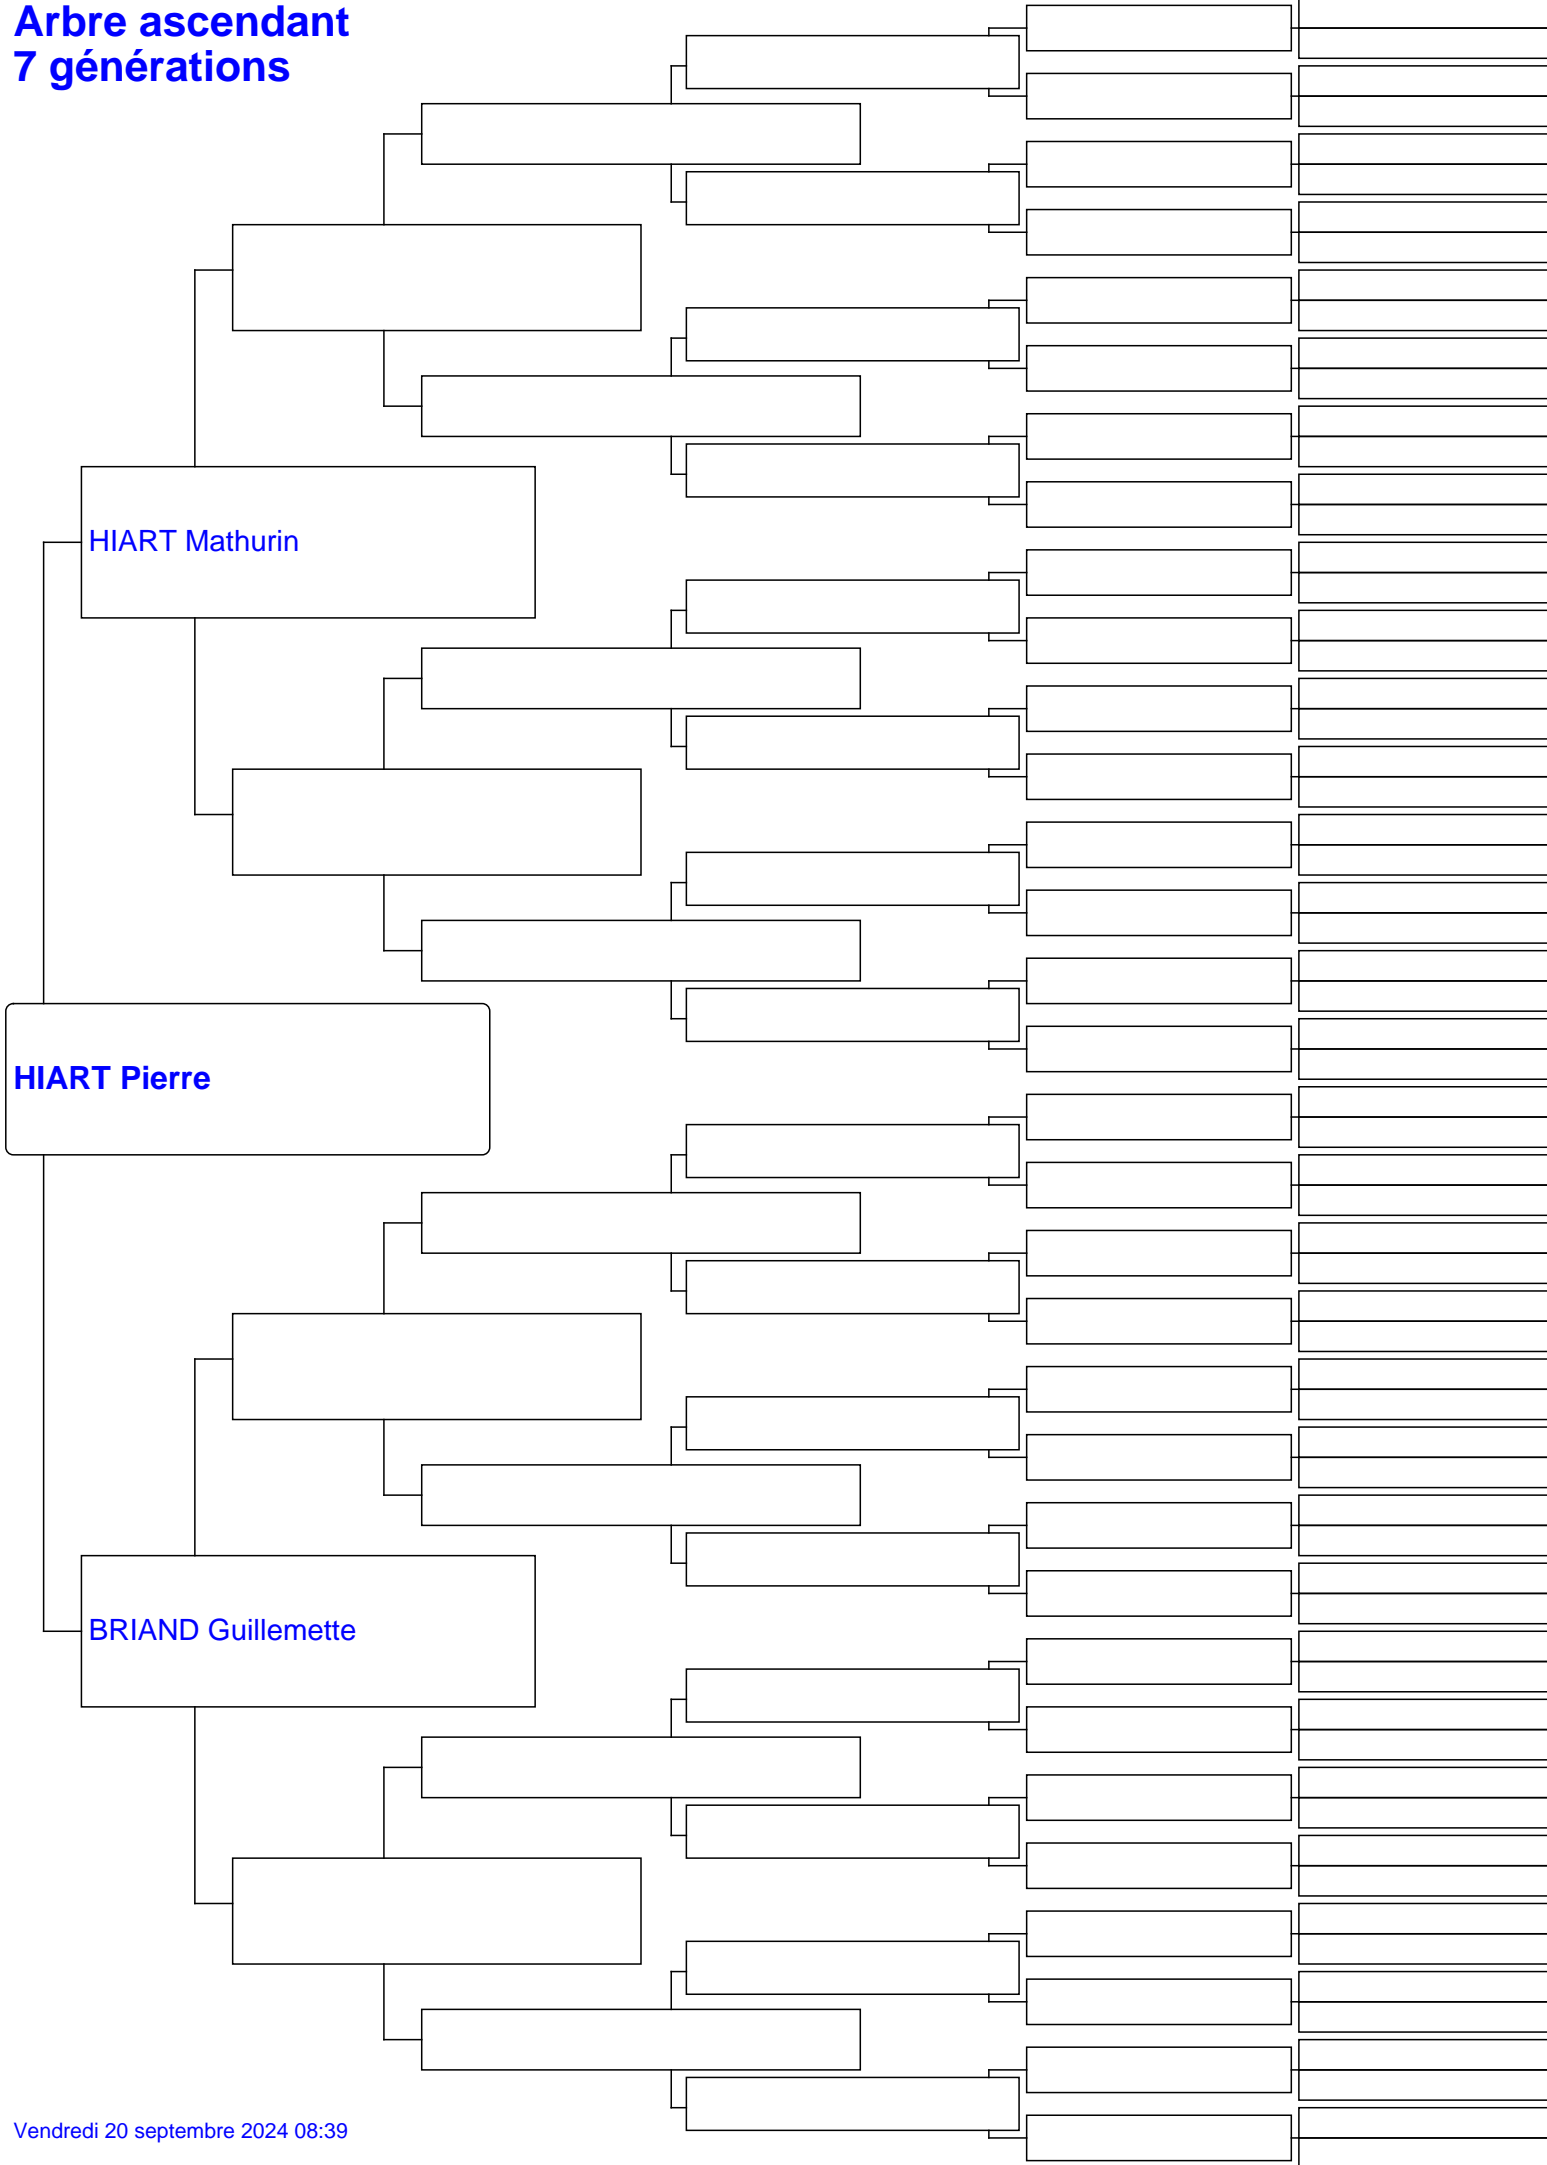 Arbre ascendant
7 générations
HIART Mathurin
HIART Pierre
BRIAND Guillemette
Vendredi 20 septembre 2024 08:39